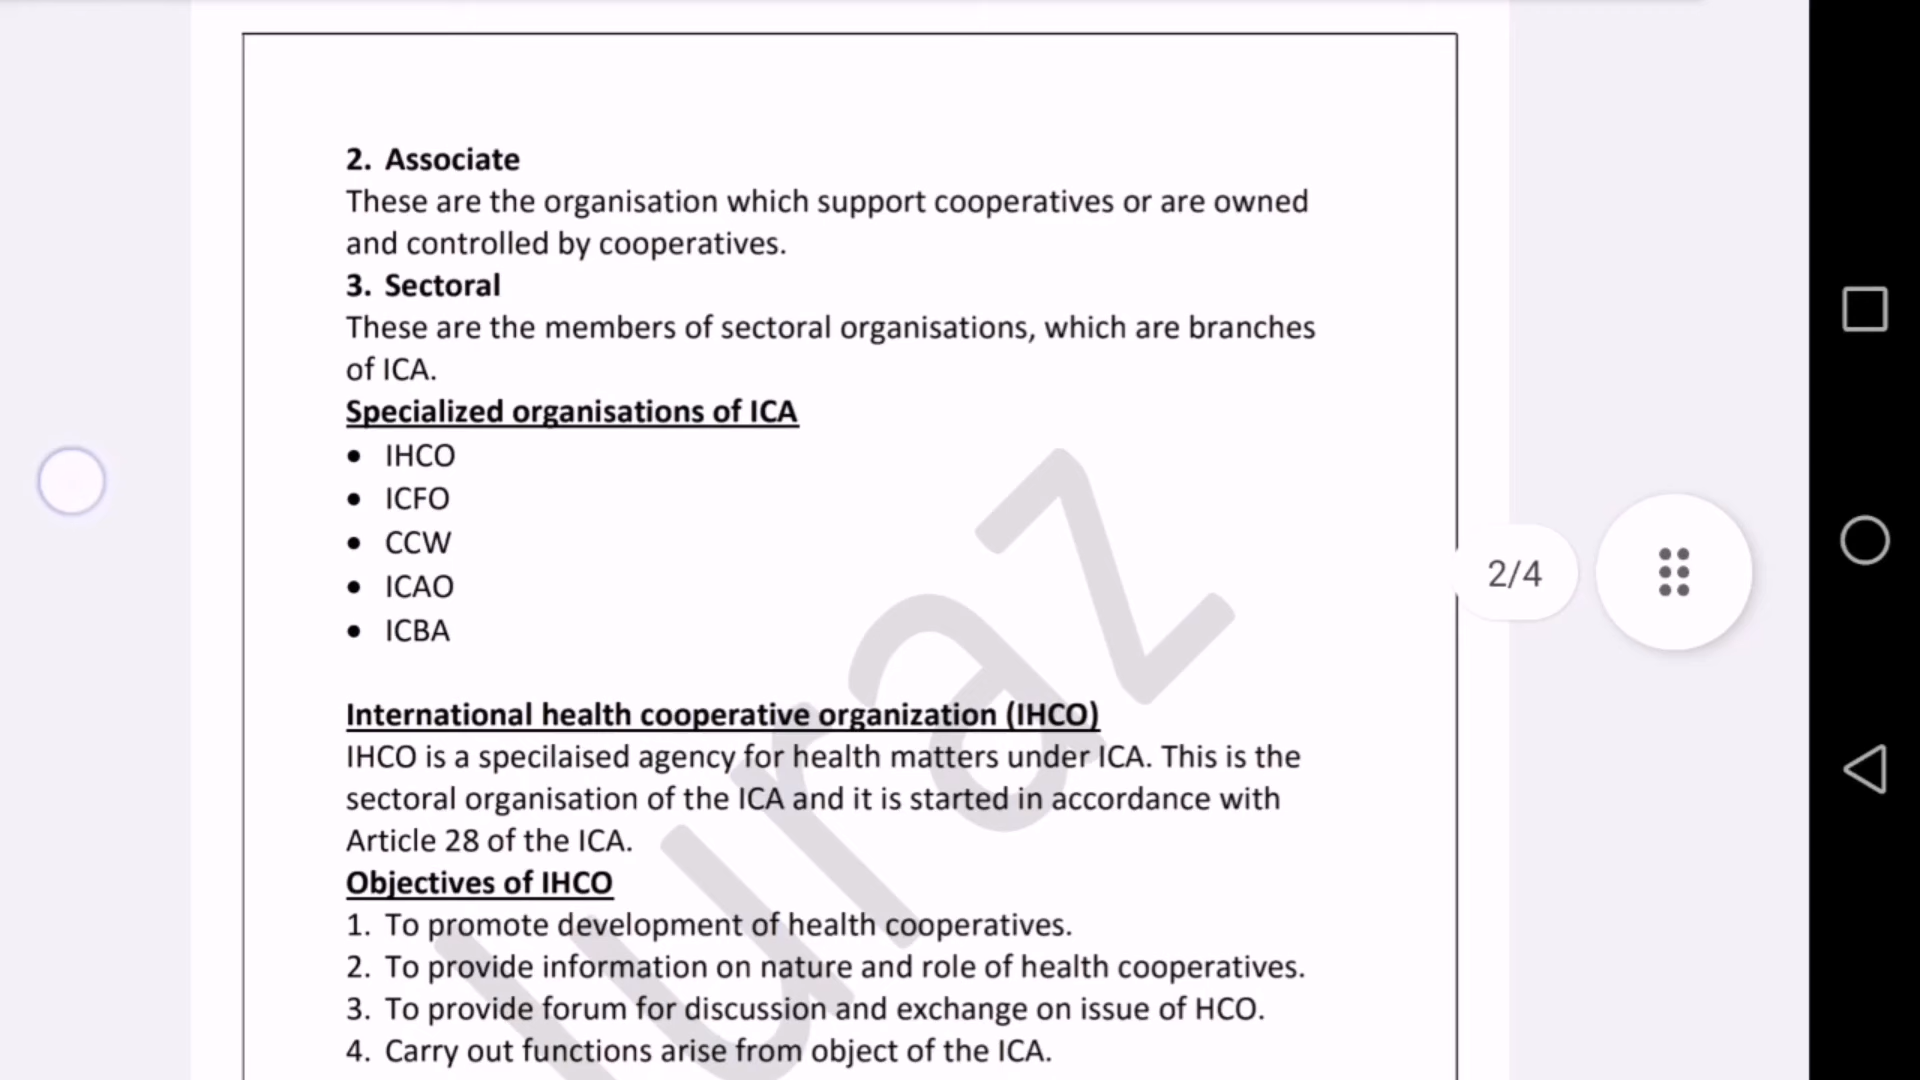 2. Associate
These are the organisation which support cooperatives or are owned
and controlled by cooperatives.
3. Sectoral
These are the members of sectoral organisations, which are branches
of ICA.
Specialized organisations of ICA
• IHCO
• ICFO
• CCW
• ICAO
• ICBA
International health cooperative organization (IHCO)
IHCO is a specilaised agency for health matters under ICA. This is the
sectoral organisation of the ICA and it is started in accordance with
Article 28 of the ICA.
Objectives of IHCO
1. To promote development of health cooperatives.
2. To provide information on nature and role of health cooperatives.
3. To provide forum for discussion and exchange on issue of HCO.
4. Carry out functions arise from object of the ICA.
2/4